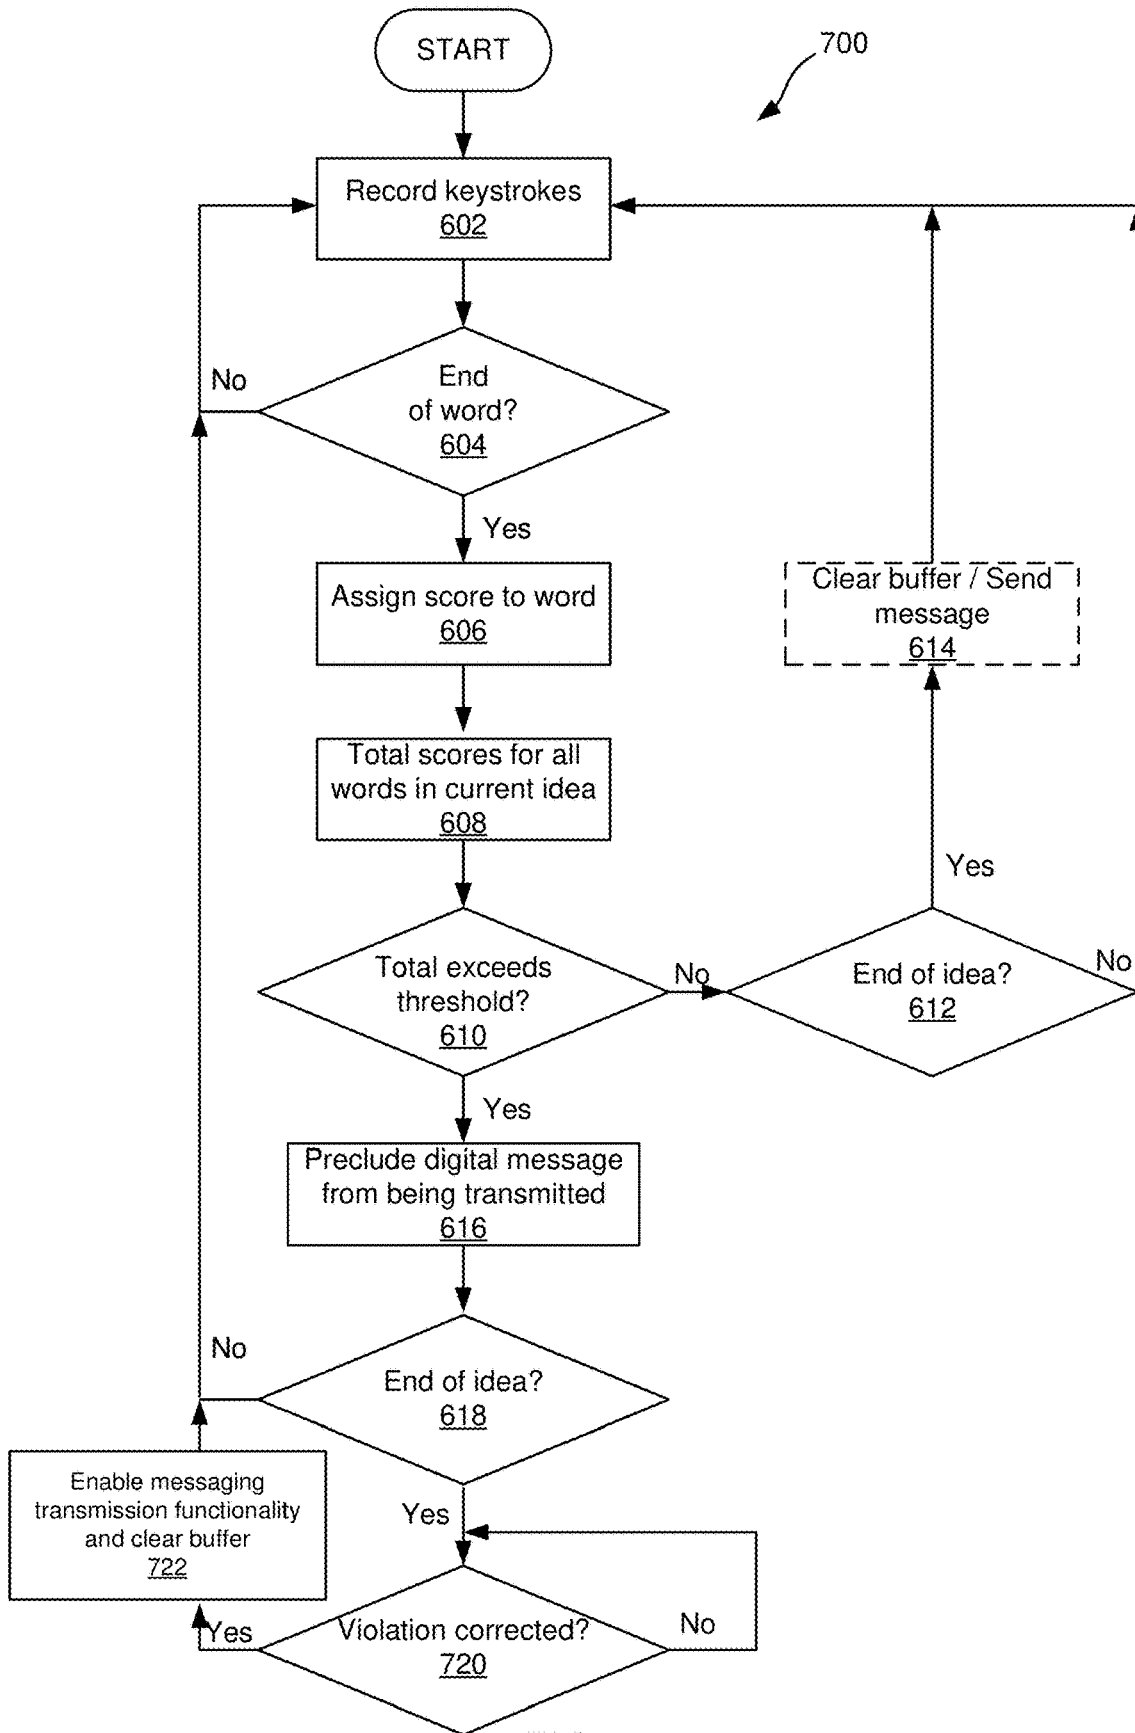 START
700
Record keystrokes
602
No
End
of word?
604
Yes
Assign score to word
606
Clear buffer / Send
message
614
Total scores for all
words in current idea
608
Yes
Total exceeds
threshold?
610
No
End of idea?
612
No
Yes
Preclude digital message
from being transmitted
616
No
End of idea?
618
Enable messaging
transmission functionality
and clear buffer
722
Yes
Yes
Violation corrected?
720
No